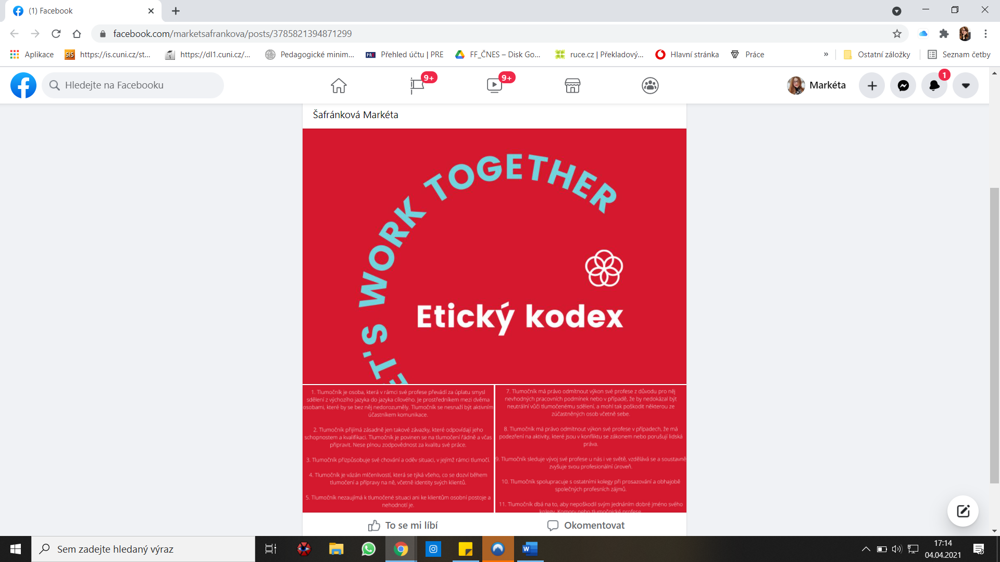 (1) Facebook
facebook.com/marketsafrankova/posts/3785821394871299
Aplikace
SIS
https://is.cuni.cz/st...
https://dl1.cuni.cz/...
Pedagogické minim...
PRE
Přehled účtu | PRE
FF_ČNES – Disk Go...
ruce.cz | Překladový...
Hlavní stránka
Práce
»
Ostatní záložky
Seznam četby
Hledejte na Facebooku
9+
9+
Markéta
1
Šafránková Markéta
ET'S WORK TOGETHER
Etický kodex
1. Tlumočník je osoba, která v rámci své profese převádí za úplatu smysl
sdělení z výchozího jazyka do jazyka cílového. Je prostředníkem mezi dvěma
osobami, které by se bez něj nedorozuměly. Tlumočník se nesnaží být aktivním
účastníkem komunikace.
2. Tlumočník přijímá zásadně jen takové závazky, které odpovídají jeho
schopnostem a kvalifikaci. Tlumočník je povinen se na tlumočení řádně a včas
připravit. Nese plnou zodpovědnost za kvalitu své práce.
3. Tlumočník přizpůsobuje své chování a oděv situaci, v jejímž rámci tlumočí.
4. Tlumočník je vázán mlčenlivostí, která se týká všeho, co se dozví během
tlumočení a přípravy na ně, včetně identity svých klientů.
5. Tlumočník nezaujímá k tlumočené situaci ani ke klientům osobní postoje a
nehodnotí je.
7. Tlumočník má právo odmítnout výkon své profese z důvodu pro něj
nevhodných pracovních podmínek nebo v případě, že by nedokázal být
neutrální vůči tlumočenému sdělení, a mohl tak poškodit některou ze
zúčastněných osob včetně sebe.
8. Tlumočník má právo odmítnout výkon své profese v případech, že má
podezření na aktivity, které jsou v konfliktu se zákonem nebo porušují lidská
práva.
9. Tlumočník sleduje vývoj své profese u nás i ve světě, vzdělává se a soustavně
zvyšuje svou profesionální úroveň.
10. Tlumočník spolupracuje s ostatními kolegy při prosazování a obhajobě
společných profesních zájmů.
11. Tlumočník dbá na to, aby nepoškodil svým jednáním dobré jméno svého
kolegy, Komory nebo tlumočnické profese.
To se mi líbí
Okomentovat
Sem zadejte hledaný výraz
W
17:14
04.04.2021